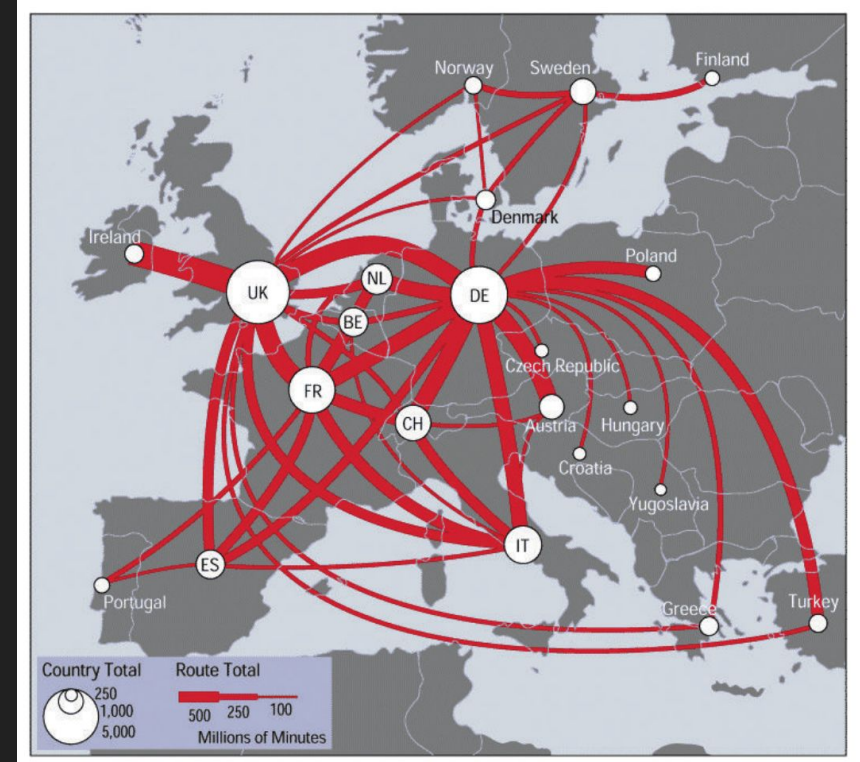 Norway
Sweden
Finland
Denmark
Ireland
Poland
UK
NL
DE
BE
Czech Republic
FR
CH
Austria
Hungary
Croatia
Yugoslavia
IT
ES
Portugal
Greece
Turkey
Country Total
Route Total
250
1,000
5,000
500 250 100
Millions of Minutes